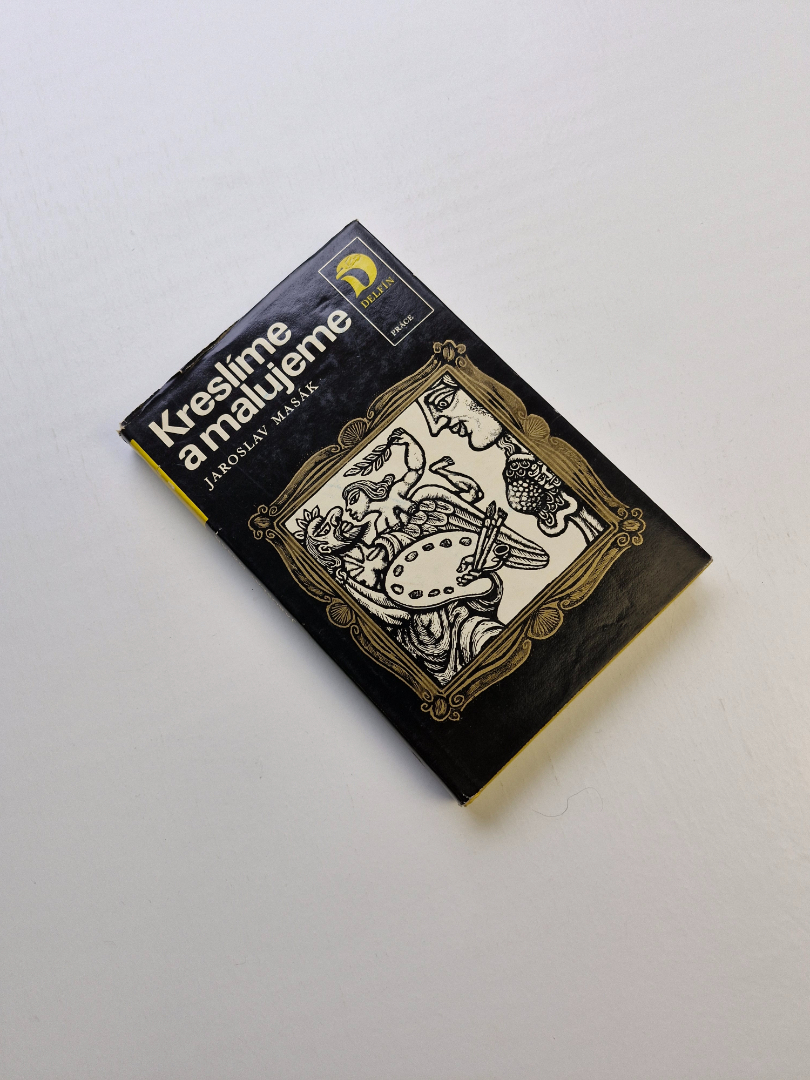 Kreslíme
a malujeme
JAROSLAV MASÁK
DELFÍN
PRÁCE